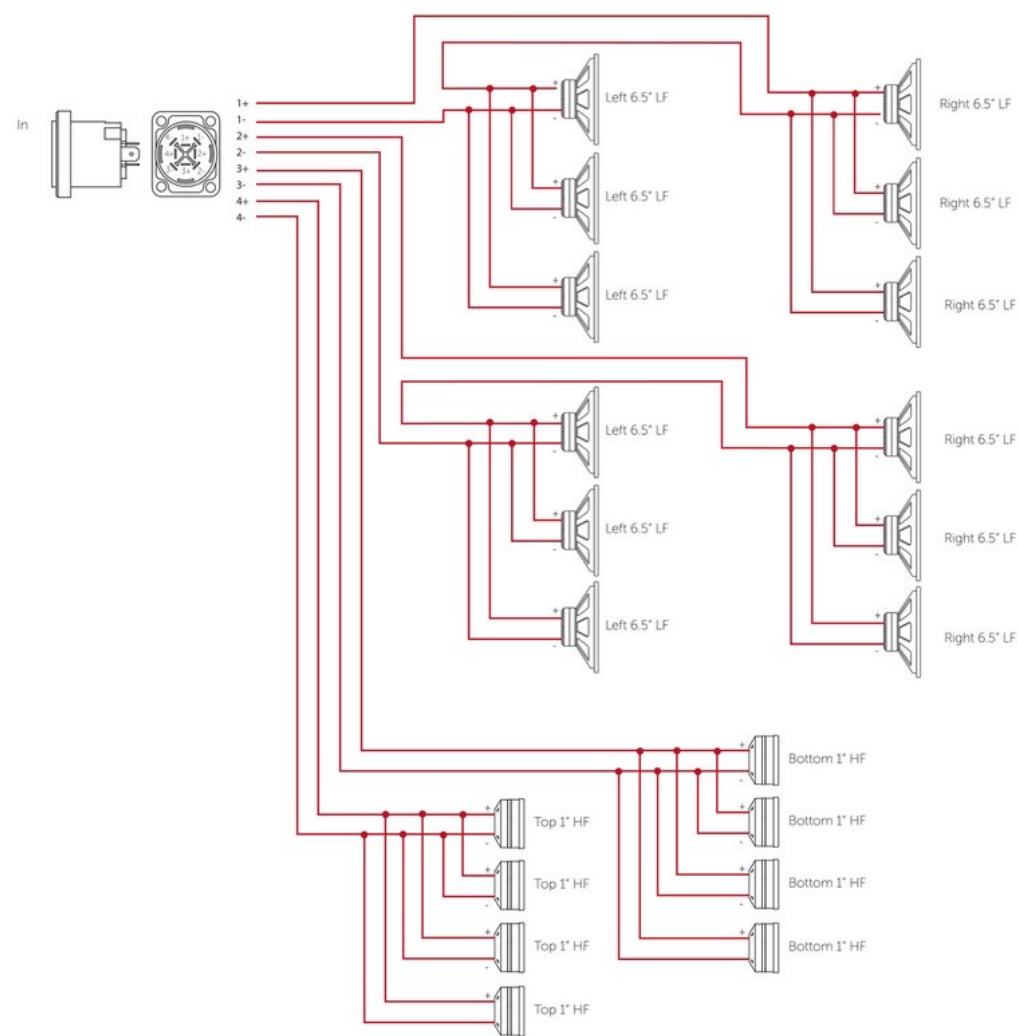 In
1+
1-
2+
2-
3+
3-
4+
4-
Left 6.5" LF
Left 6.5" LF
Left 6.5" LF
Right 6.5" LF
Right 6.5" LF
Right 6.5" LF
Left 6.5" LF
Left 6.5" LF
Left 6.5" LF
Right 6.5" LF
Right 6.5" LF
Right 6.5" LF
Bottom 1" HF
Bottom 1" HF
Bottom 1" HF
Bottom 1" HF
Top 1" HF
Top 1" HF
Top 1" HF
Top 1" HF